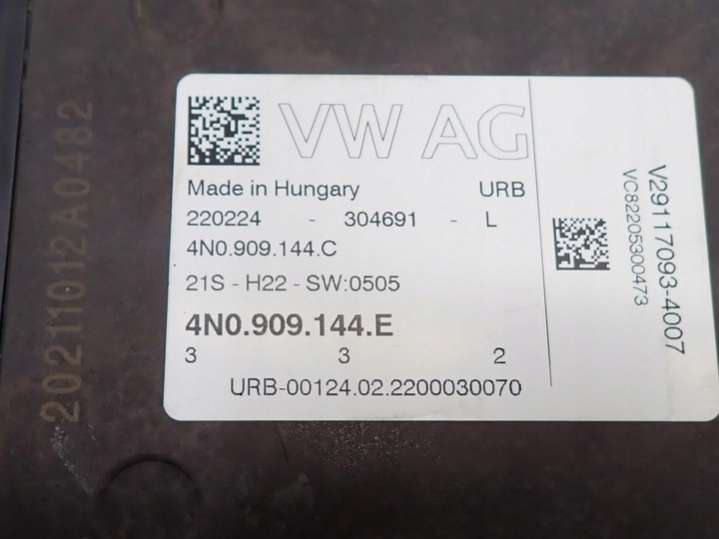 VW AG
Made in Hungary URB
220224 - 304691 - L
4N0.909.144.C
21S - H22 - SW:0505
4N0.909.144.E
3 3 2
URB-00124.02.2200030070
V29117093-4007
VC82205300473
20211012A0482